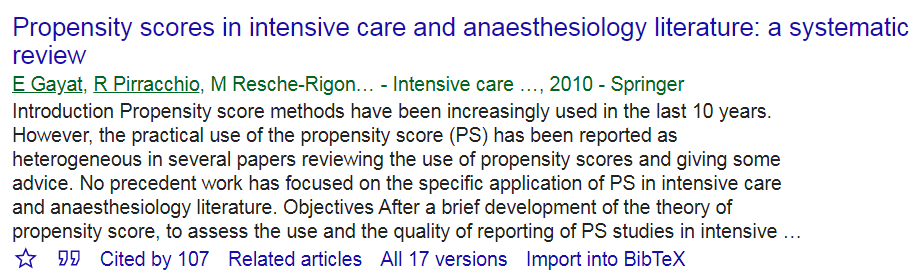 Propensity scores in intensive care and anaesthesiology literature: a systematic
review
E Gayat, R Pirracchio, M Resche-Rigon… - Intensive care …, 2010 - Springer
Introduction Propensity score methods have been increasingly used in the last 10 years.
However, the practical use of the propensity score (PS) has been reported as
heterogeneous in several papers reviewing the use of propensity scores and giving some
advice. No precedent work has focused on the specific application of PS in intensive care
and anaesthesiology literature. Objectives After a brief development of the theory of
propensity score, to assess the use and the quality of reporting of PS studies in intensive …
Cited by 107 Related articles All 17 versions Import into BibTeX